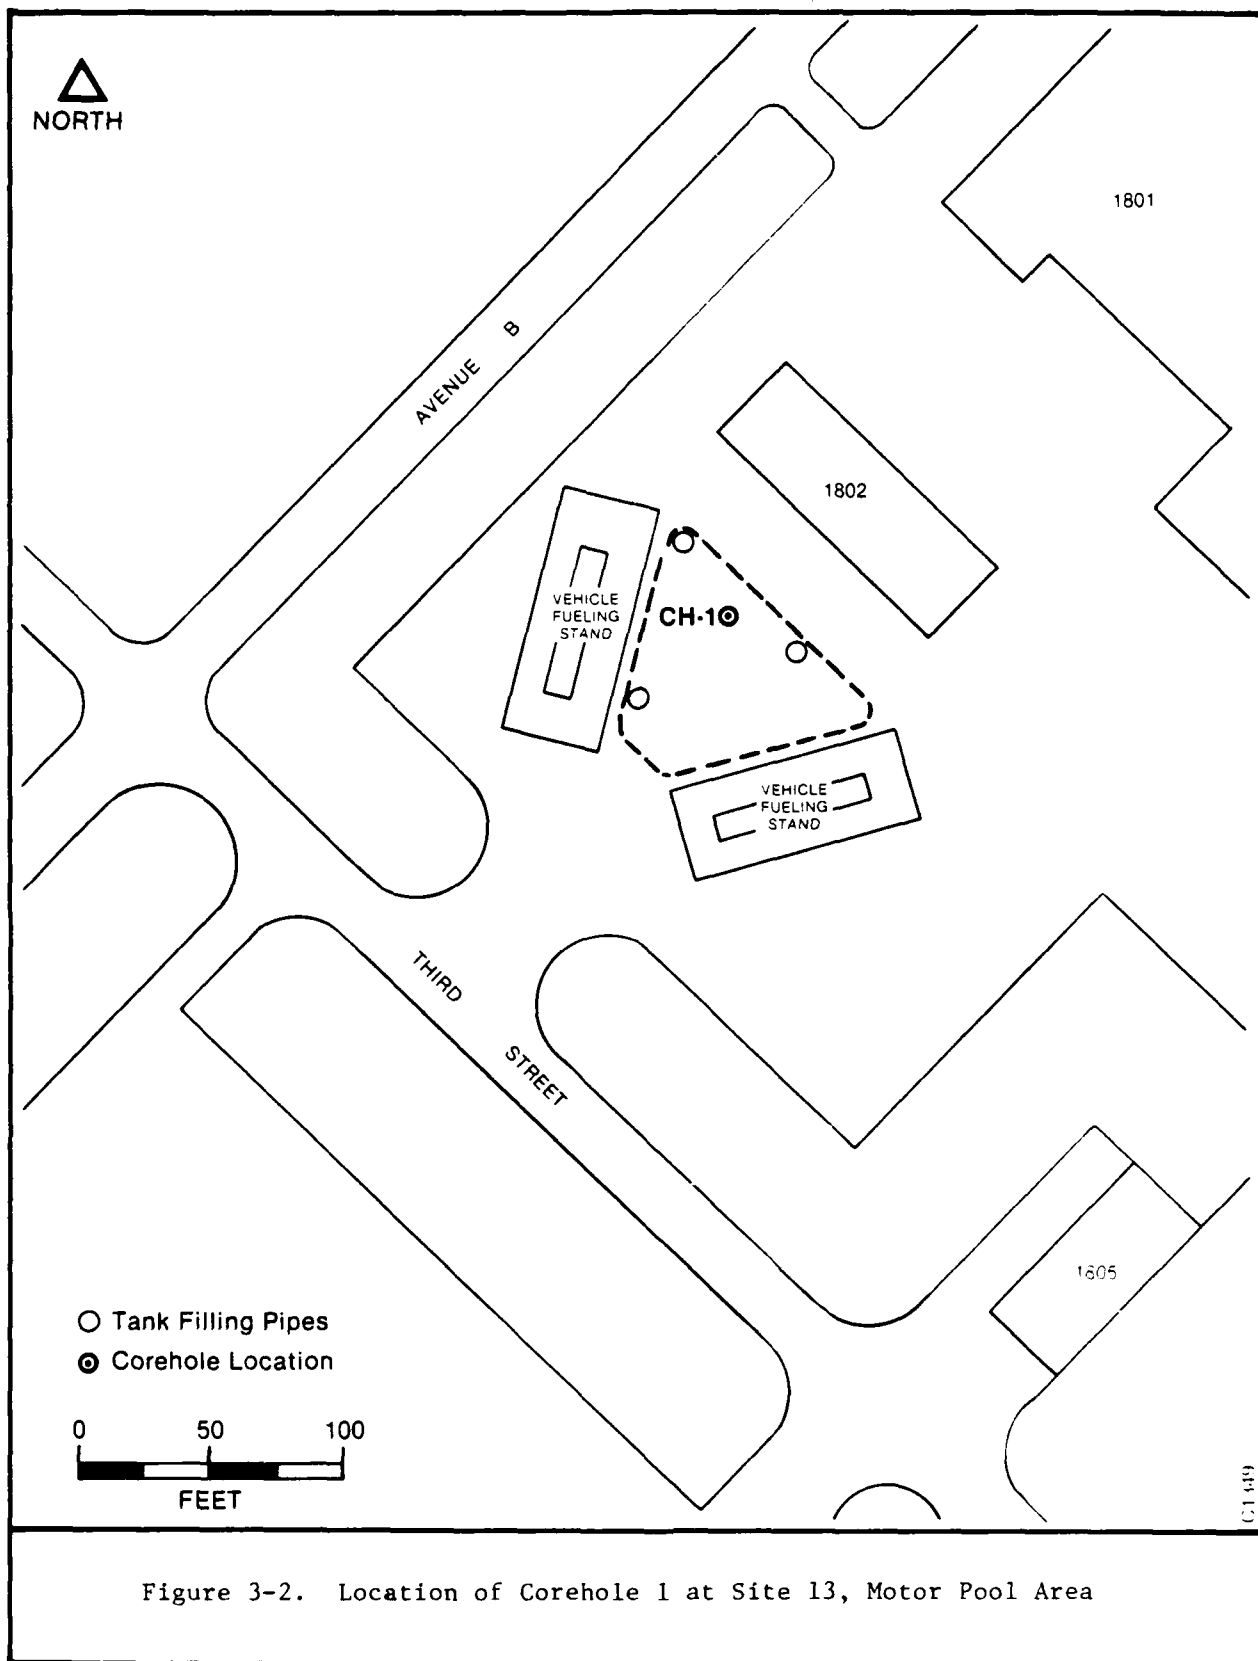 NORTH
1801
AVENUE B
1802
VEHICLE
FUELING
STAND
CH-1
VEHICLE
FUELING
STAND
THIRD
STREET
1805
Tank Filling Pipes
Corehole Location
0 50 100
FEET
Figure 3-2. Location of Corehole 1 at Site 13, Motor Pool Area